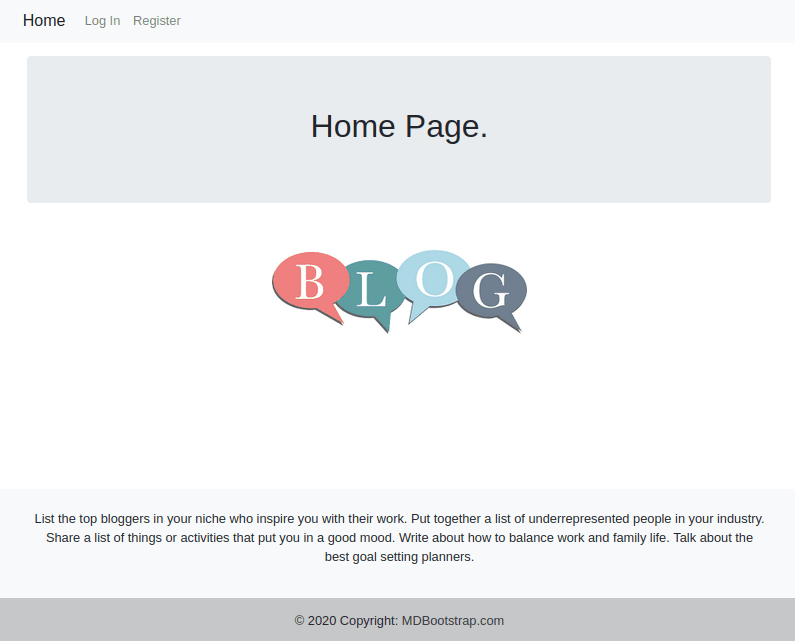 Home Log In Register
Home Page.
BLOG
List the top bloggers in your niche who inspire you with their work. Put together a list of underrepresented people in your industry.
Share a list of things or activities that put you in a good mood. Write about how to balance work and family life. Talk about the
best goal setting planners.
© 2020 Copyright: MDBootstrap.com